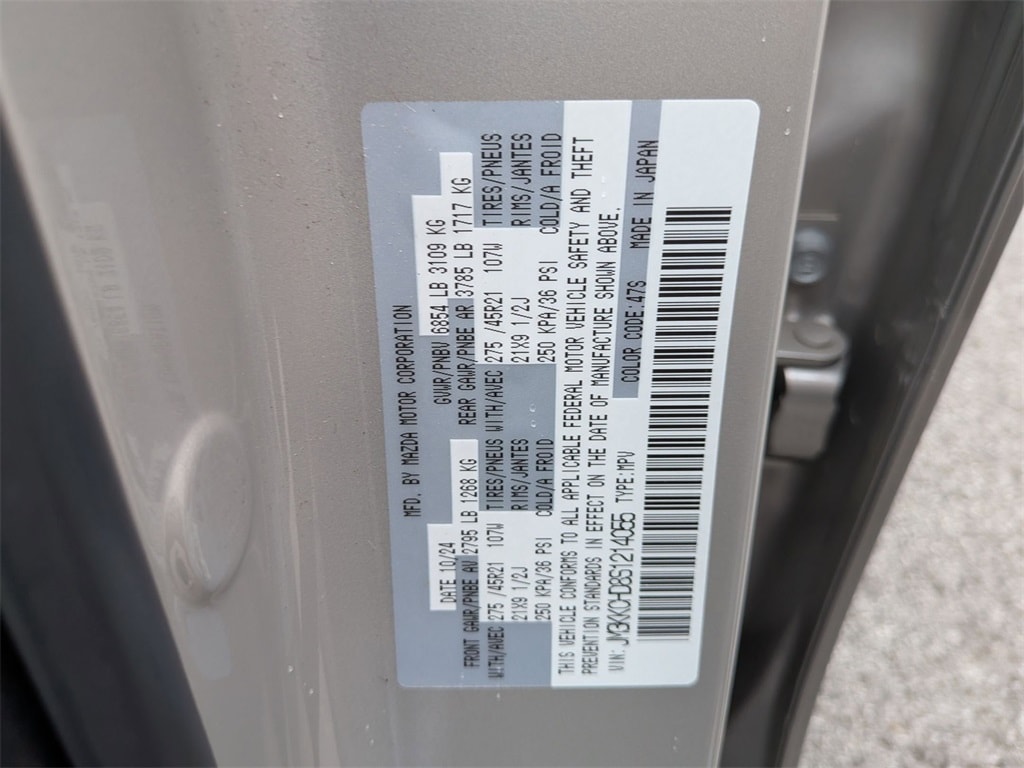 MFD. BY MAZDA MOTOR CORPORATION
DATE 10/24 GVWR/PNBV 6854 LB 3109 KG
FRONT GAWR/PNBE AV 2795 LB 1268 KG REAR GAWR/PNBE AR 3785 LB 1717 KG
WITH/AVEC 275 /45R21 107W TIRES/PNEUS WITH/AVEC 275 /45R21 107W TIRES/PNEUS
21X9 1/2J RIMS/JANTES 21X9 1/2J RIMS/JANTES
250 KPA/36 PSI COLD/A FROID 250 KPA/36 PSI COLD/A FROID
THIS VEHICLE CONFORMS TO ALL APPLICABLE FEDERAL MOTOR VEHICLE SAFETY AND THEFT
PREVENTION STANDARDS IN EFFECT ON THE DATE OF MANUFACTURE SHOWN ABOVE.
VIN: JM3KKCHD8S1214055 TYPE:MPV COLOR CODE:47S MADE IN JAPAN